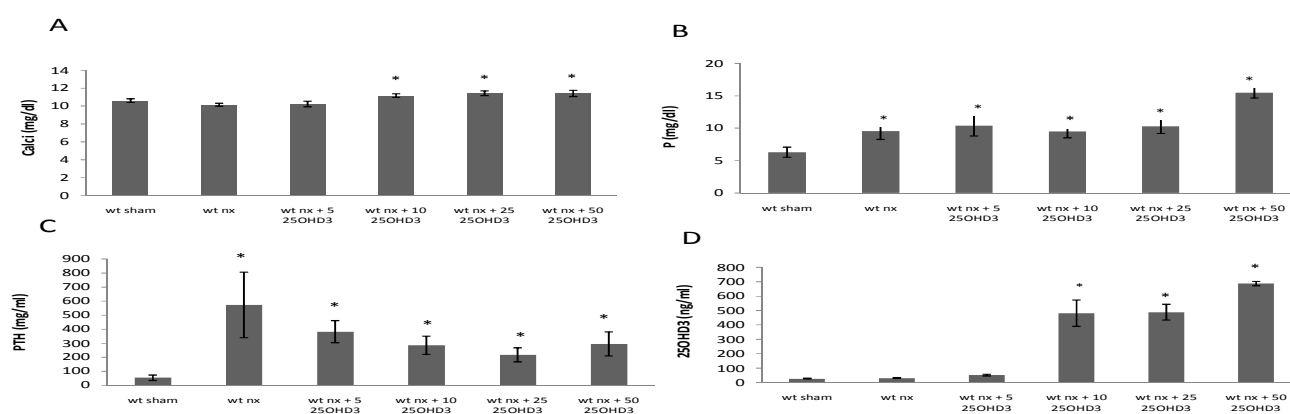 A
14
12
10
8
6
4
2
0
Calci (mg/dl)
* * *
wt sham wt nx wt nx + 5 wt nx + 10 wt nx + 25 wt nx + 50
25OHD3 25OHD3 25OHD3 25OHD3
B
20
15
10
5
0
P (mg/dl)
* * * * *
wt sham wt nx wt nx + 5 wt nx + 10 wt nx + 25 wt nx + 50
25OHD3 25OHD3 25OHD3 25OHD3
C
900
800
700
600
500
400
300
200
100
0
PTH (mg/ml)
* * * * *
wt sham wt nx wt nx + 5 wt nx + 10 wt nx + 25 wt nx + 50
25OHD3 25OHD3 25OHD3 25OHD3
D
800
700
600
500
400
300
200
100
0
25OHD3 (ng/ml)
* * *
wt sham wt nx wt nx + 5 wt nx + 10 wt nx + 25 wt nx + 50
25OHD3 25OHD3 25OHD3 25OHD3